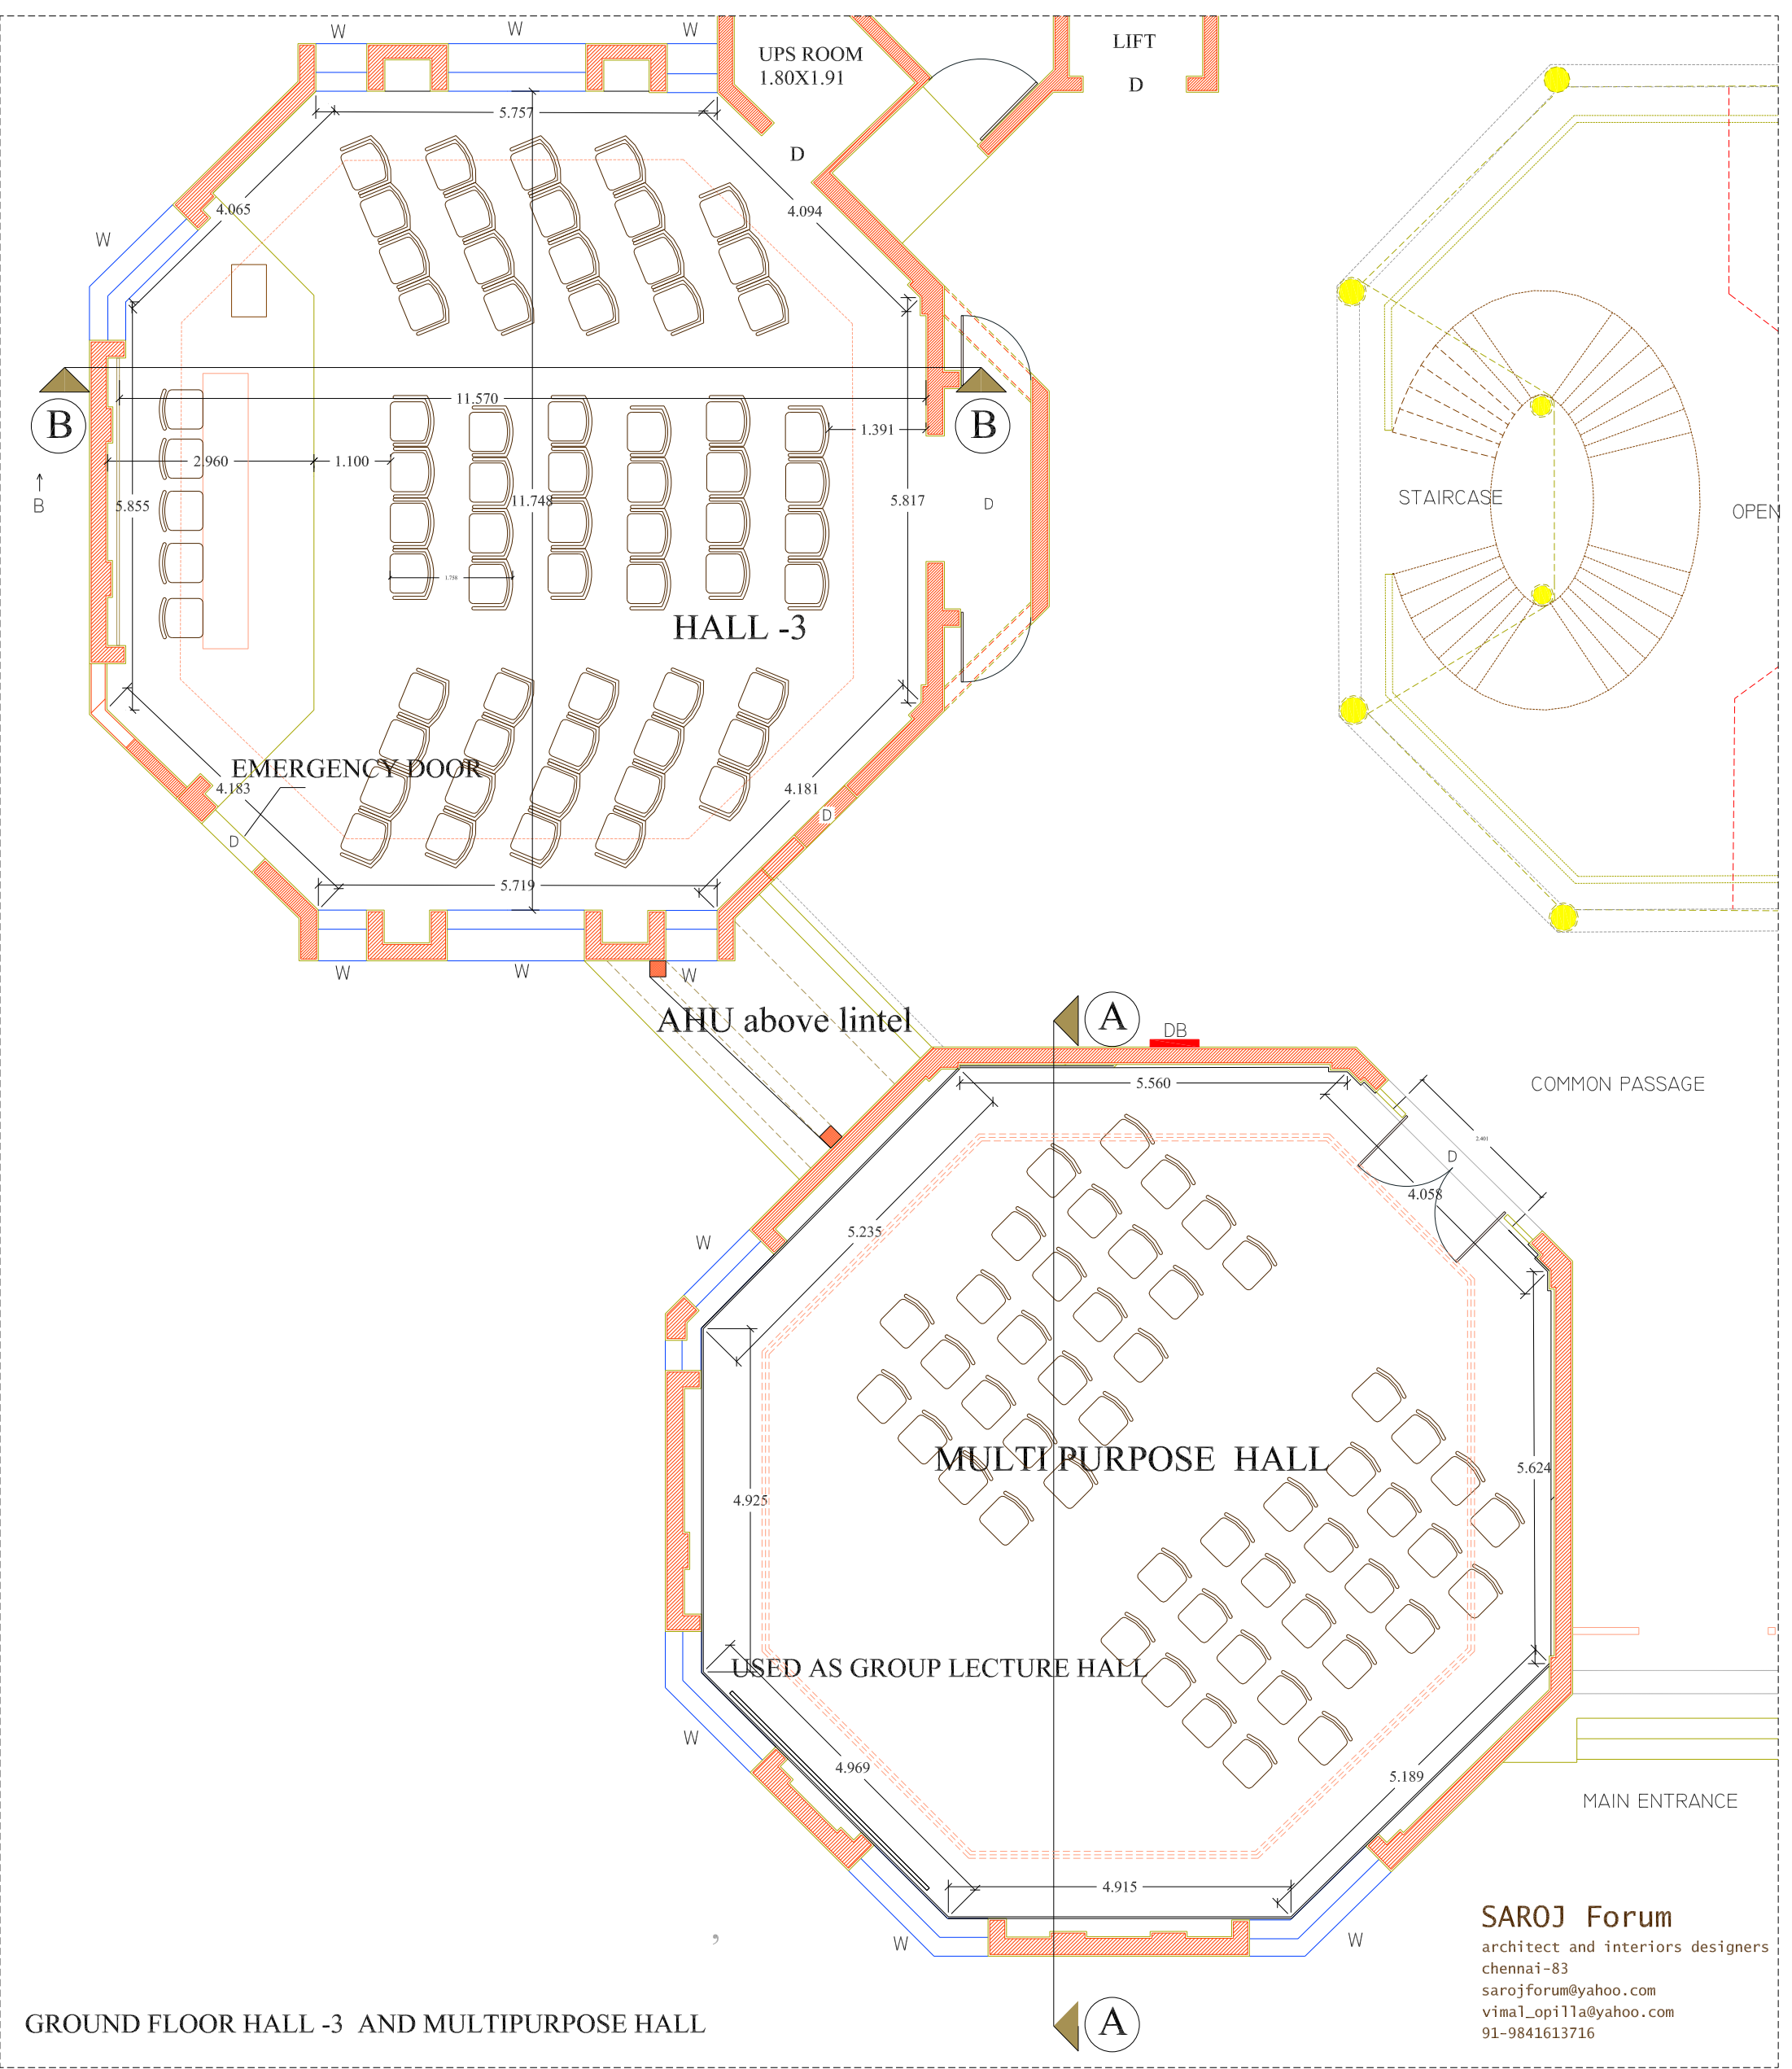 W
W
W
UPS ROOM
1.80X1.91
LIFT
D
5.757
D
4.065
4.094
W
11.570
B
B
1.391
2.960
1.100
B
5.855
11.748
5.817
D
STAIRCASE
OPEN
1.758
HALL -3
EMERGENCY DOOR
4.183
4.181
D
D
5.719
W
W
W
AHU above lintel
A
DB
5.560
COMMON PASSAGE
2.401
D
4.058
5.235
W
MULTI PURPOSE HALL
5.624
4.925
USED AS GROUP LECTURE HALL
W
4.969
5.189
MAIN ENTRANCE
4.915
W
W
,
SAROJ Forum
architect and interiors designers
chennai-83
sarojforum@yahoo.com
vimal_opilla@yahoo.com
91-9841613716
GROUND FLOOR HALL -3 AND MULTIPURPOSE HALL
A